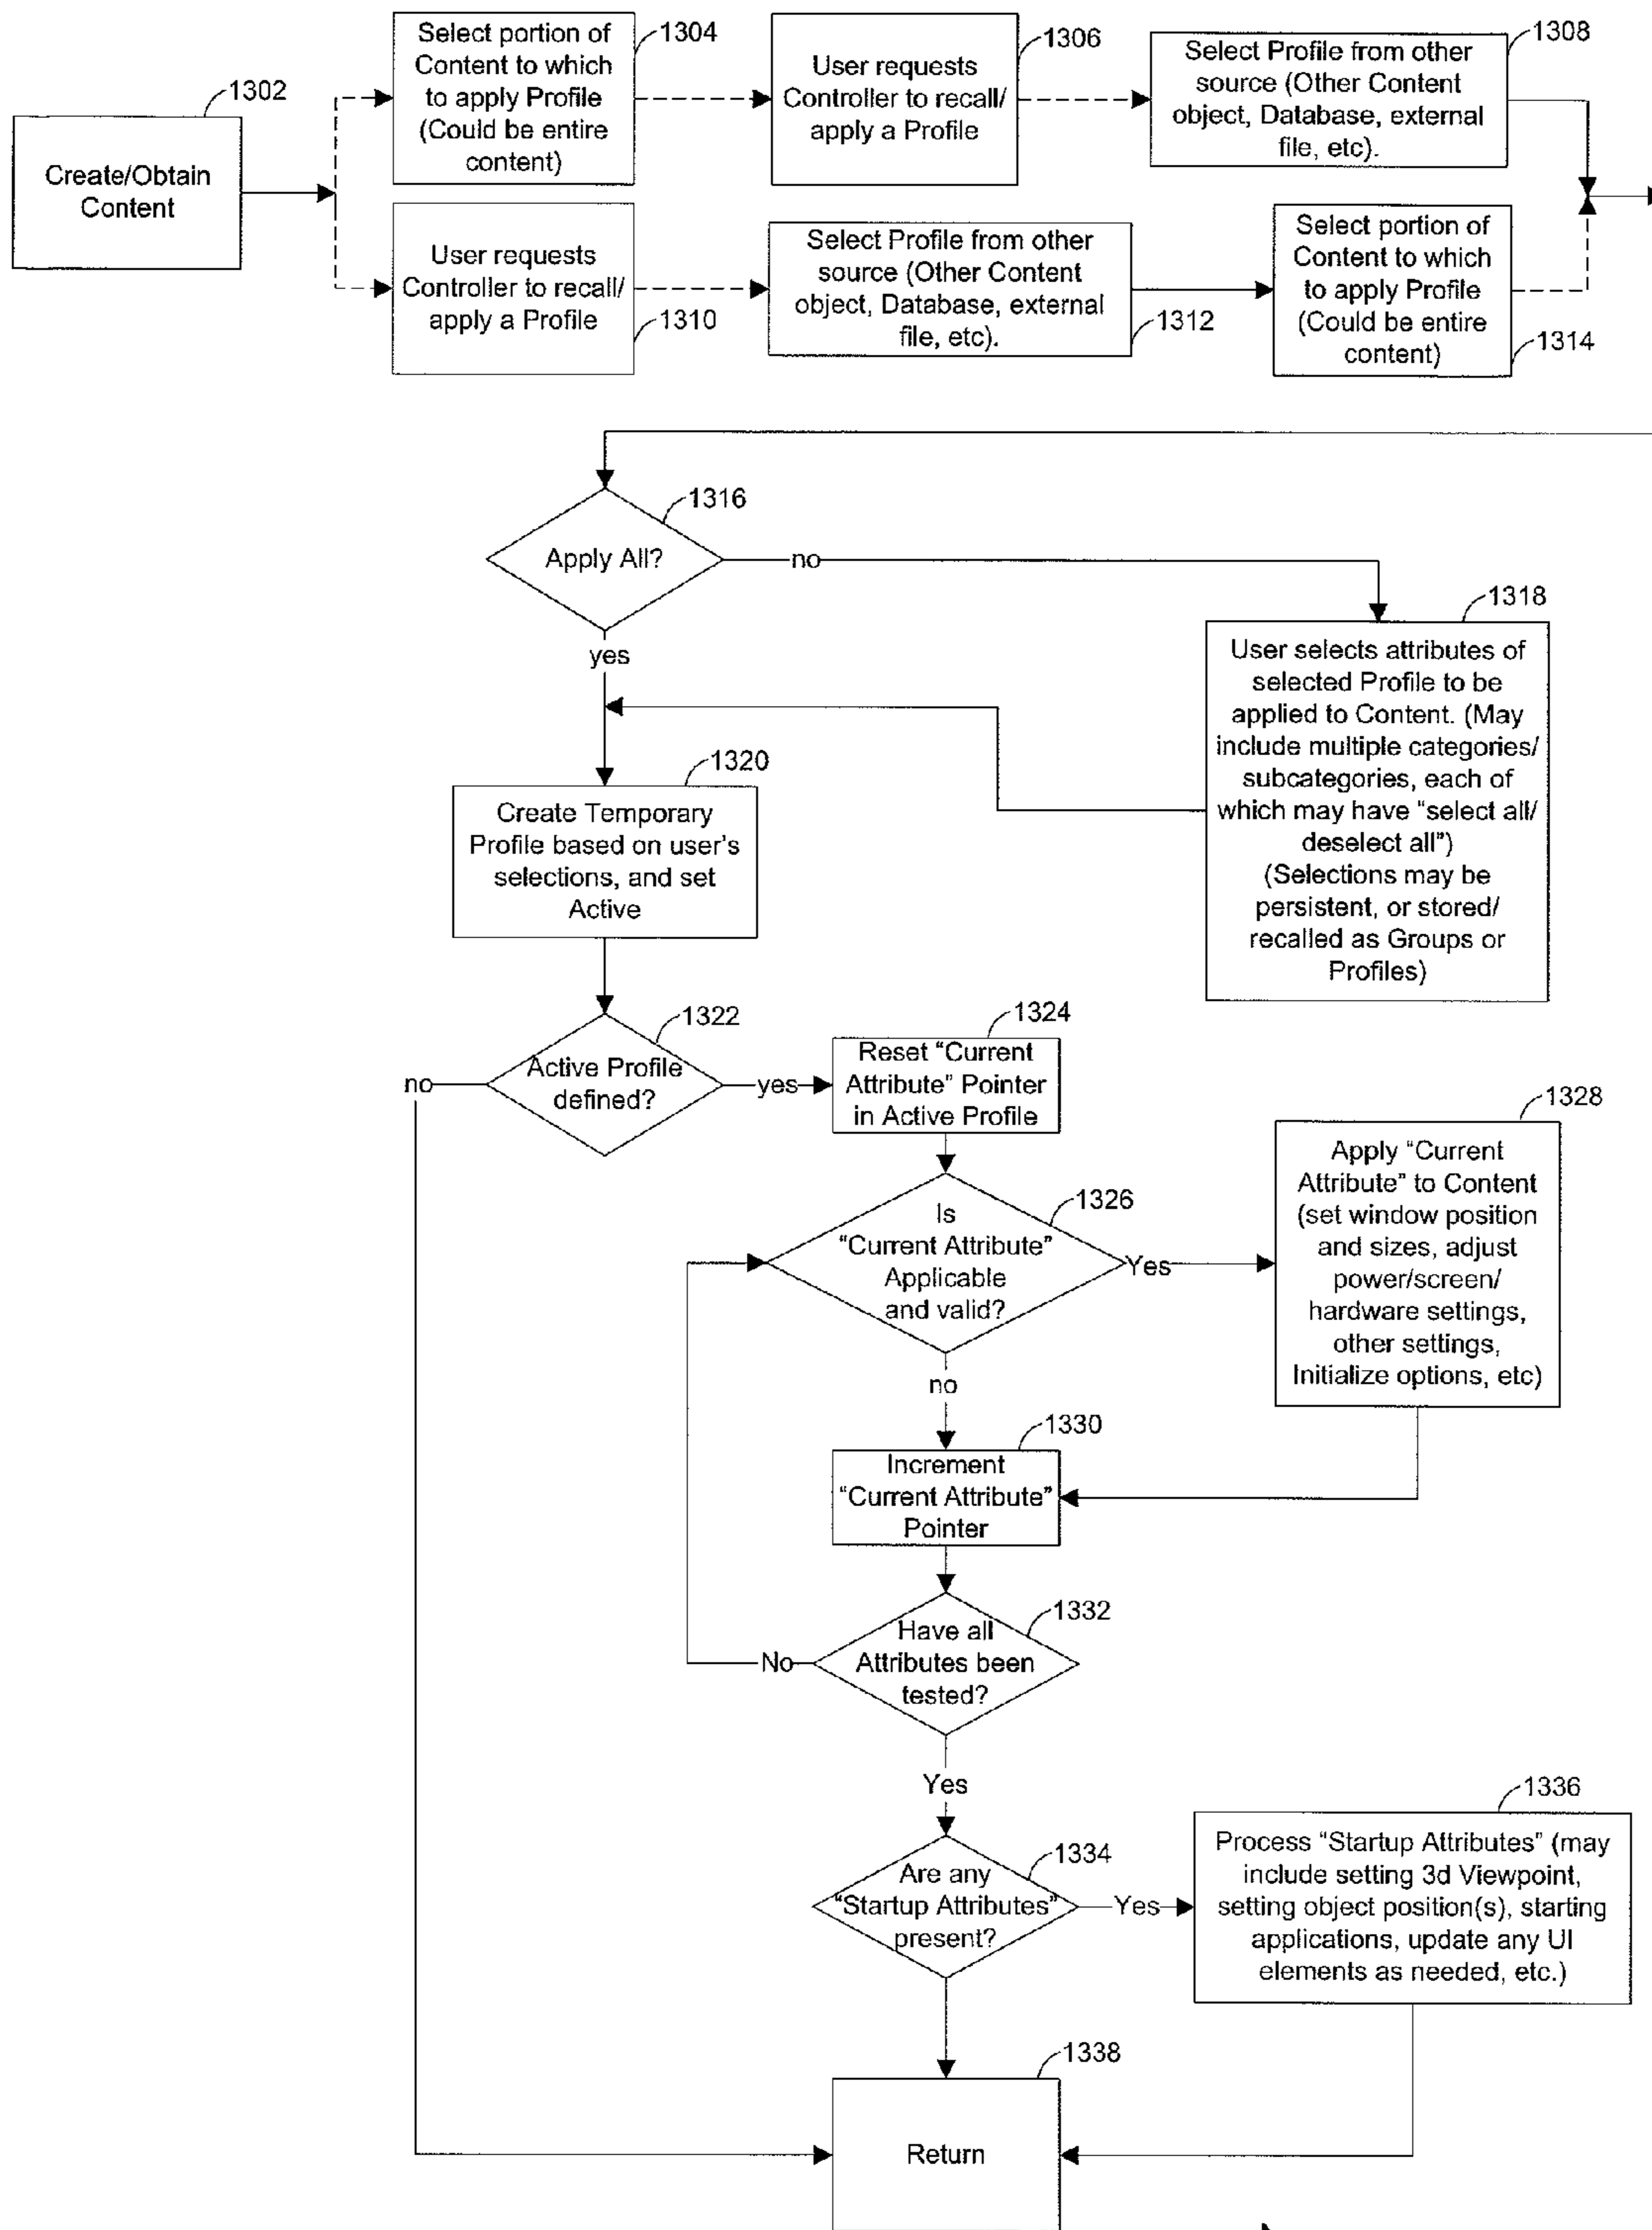 Select portion of
Content to which
to apply Profile
(Could be entire
content)
1304
User requests
Controller to recall/
apply a Profile
1306
Select Profile from other
source (Other Content
object, Database, external
file, etc).
1308
1302
Create/Obtain
Content
User requests
Controller to recall/
apply a Profile
1310
Select Profile from other
source (Other Content
object, Database, external
file, etc).
1312
Select portion of
Content to which
to apply Profile
(Could be entire
content)
1314
1316
Apply All?
no
yes
1318
User selects attributes of
selected Profile to be
applied to Content. (May
include multiple categories/
subcategories, each of
which may have “select all/
deselect all”)
(Selections may be
persistent, or stored/
recalled as Groups or
Profiles)
1320
Create Temporary
Profile based on user’s
selections, and set
Active
1322
Active Profile
defined?
no
yes
1324
Reset “Current
Attribute” Pointer
in Active Profile
1326
Is
“Current Attribute”
Applicable
and valid?
Yes
no
1328
Apply “Current
Attribute” to Content
(set window position
and sizes, adjust
power/screen/
hardware settings,
other settings,
Initialize options, etc)
1330
Increment
“Current Attribute”
Pointer
1332
Have all
Attributes been
tested?
No
Yes
1334
Are any
“Startup Attributes”
present?
Yes
1336
Process “Startup Attributes” (may
include setting 3d Viewpoint,
setting object position(s), starting
applications, update any UI
elements as needed, etc.)
1338
Return